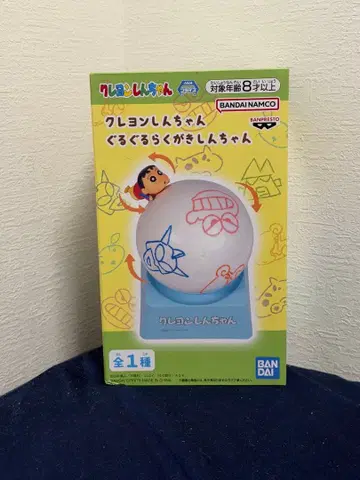 クレヨンしんちゃん
対象年齢8才以上
BANDAI NAMCO
BANPRESTO
クレヨンしんちゃん
ぐるぐるらくがきしんちゃん
クレヨンしんちゃん
全1種
BAN
DAI